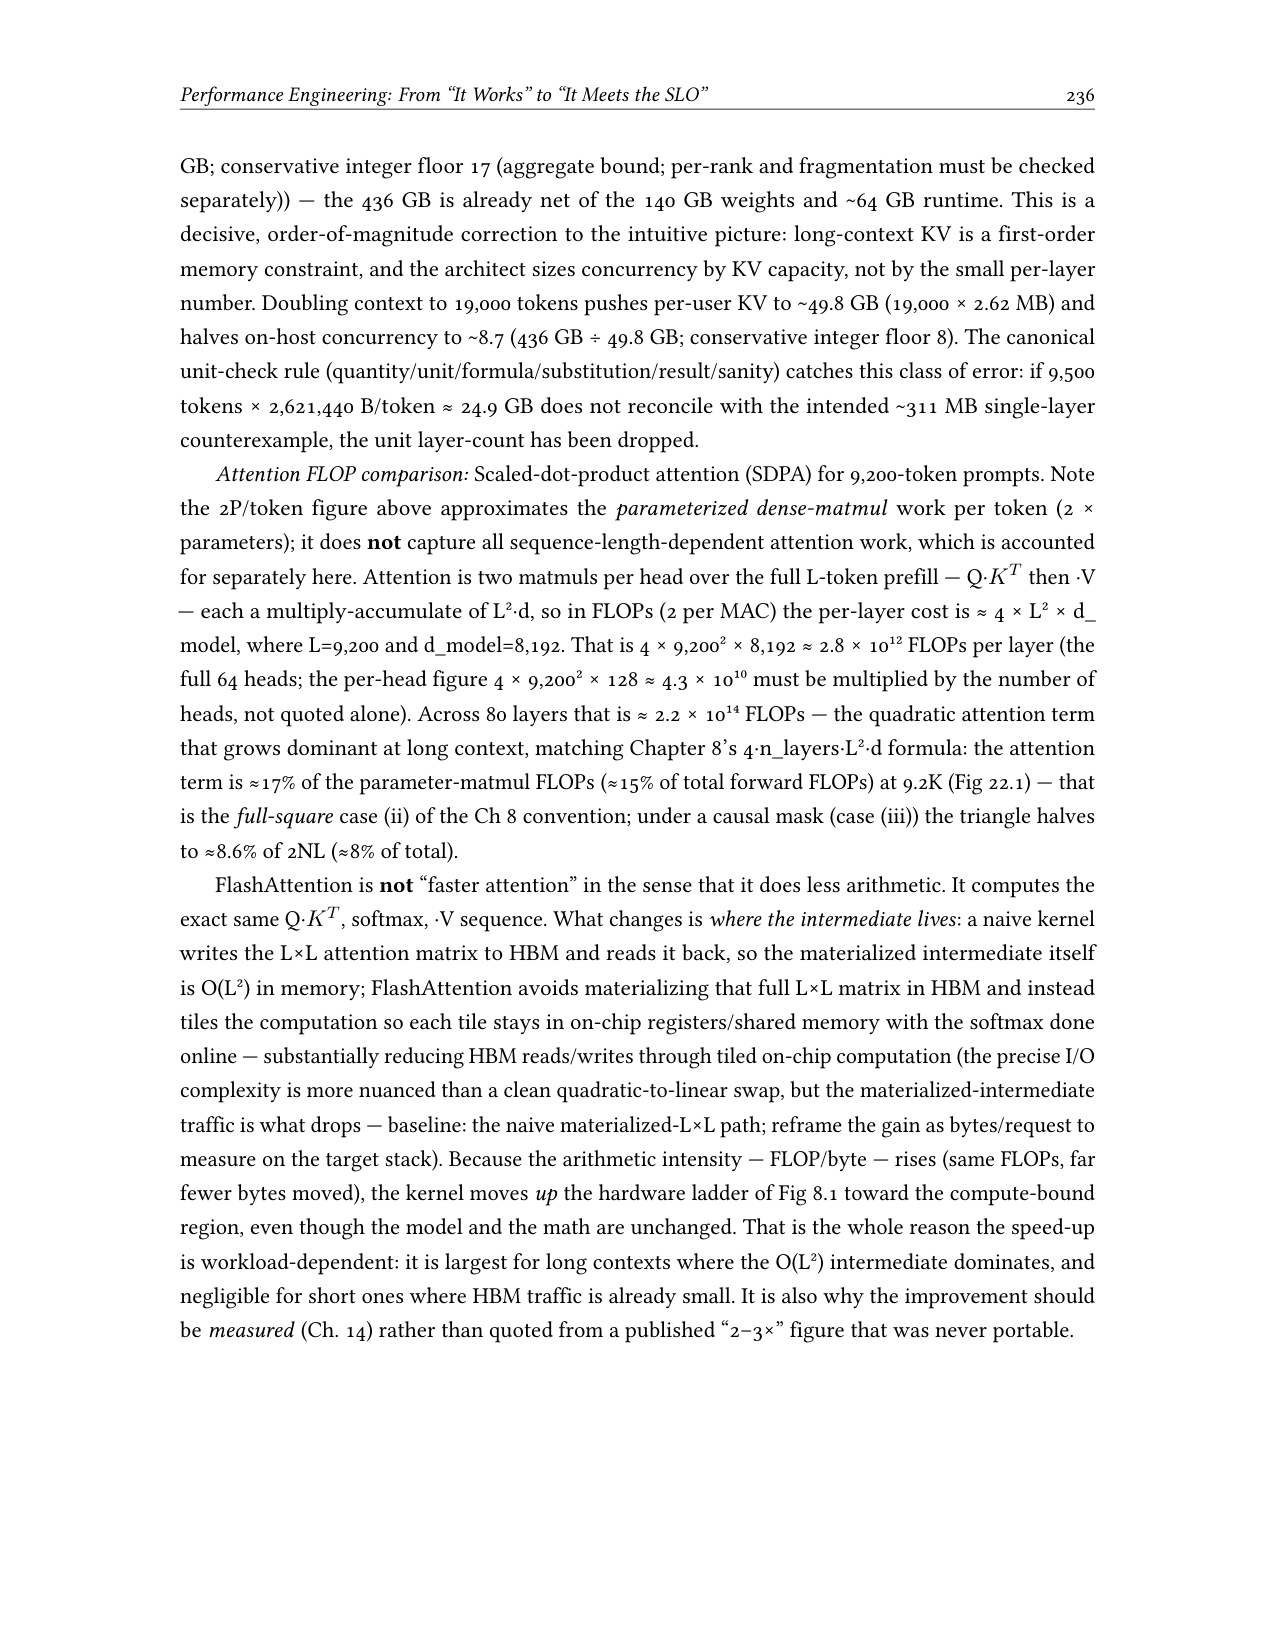 Performance Engineering: From “It Works” to “It Meets the SLO” 236
GB; conservative integer floor 17 (aggregate bound; per-rank and fragmentation must be checked
separately)) — the 436 GB is already net of the 140 GB weights and ~64 GB runtime. This is a
decisive, order-of-magnitude correction to the intuitive picture: long-context KV is a first-order
memory constraint, and the architect sizes concurrency by KV capacity, not by the small per-layer
number. Doubling context to 19,000 tokens pushes per-user KV to ~49.8 GB (19,000 × 2.62 MB) and
halves on-host concurrency to ~8.7 (436 GB ÷ 49.8 GB; conservative integer floor 8). The canonical
unit-check rule (quantity/unit/formula/substitution/result/sanity) catches this class of error: if 9,500
tokens × 2,621,440 B/token ≈ 24.9 GB does not reconcile with the intended ~311 MB single-layer
counterexample, the unit layer-count has been dropped.
Attention FLOP comparison: Scaled-dot-product attention (SDPA) for 9,200-token prompts. Note
the 2P/token figure above approximates the parameterized dense-matmul work per token (2 ×
parameters); it does not capture all sequence-length-dependent attention work, which is accounted
for separately here. Attention is two matmuls per head over the full L-token prefill — Q·K^T then ·V
— each a multiply-accumulate of L²·d, so in FLOPs (2 per MAC) the per-layer cost is ≈ 4 × L² × d_
model, where L=9,200 and d_model=8,192. That is 4 × 9,200² × 8,192 ≈ 2.8 × 10¹² FLOPs per layer (the
full 64 heads; the per-head figure 4 × 9,200² × 128 ≈ 4.3 × 10¹⁰ must be multiplied by the number of
heads, not quoted alone). Across 80 layers that is ≈ 2.2 × 10¹⁴ FLOPs — the quadratic attention term
that grows dominant at long context, matching Chapter 8’s 4·n_layers·L²·d formula: the attention
term is ≈17% of the parameter-matmul FLOPs (≈15% of total forward FLOPs) at 9.2K (Fig 22.1) — that
is the full-square case (ii) of the Ch 8 convention; under a causal mask (case (iii)) the triangle halves
to ≈8.6% of 2NL (≈8% of total).
FlashAttention is not “faster attention” in the sense that it does less arithmetic. It computes the
exact same Q·K^T, softmax, ·V sequence. What changes is where the intermediate lives: a naive kernel
writes the L×L attention matrix to HBM and reads it back, so the materialized intermediate itself
is O(L²) in memory; FlashAttention avoids materializing that full L×L matrix in HBM and instead
tiles the computation so each tile stays in on-chip registers/shared memory with the softmax done
online — substantially reducing HBM reads/writes through tiled on-chip computation (the precise I/O
complexity is more nuanced than a clean quadratic-to-linear swap, but the materialized-intermediate
traffic is what drops — baseline: the naive materialized-L×L path; reframe the gain as bytes/request to
measure on the target stack). Because the arithmetic intensity — FLOP/byte — rises (same FLOPs, far
fewer bytes moved), the kernel moves up the hardware ladder of Fig 8.1 toward the compute-bound
region, even though the model and the math are unchanged. That is the whole reason the speed-up
is workload-dependent: it is largest for long contexts where the O(L²) intermediate dominates, and
negligible for short ones where HBM traffic is already small. It is also why the improvement should
be measured (Ch. 14) rather than quoted from a published “2–3×” figure that was never portable.